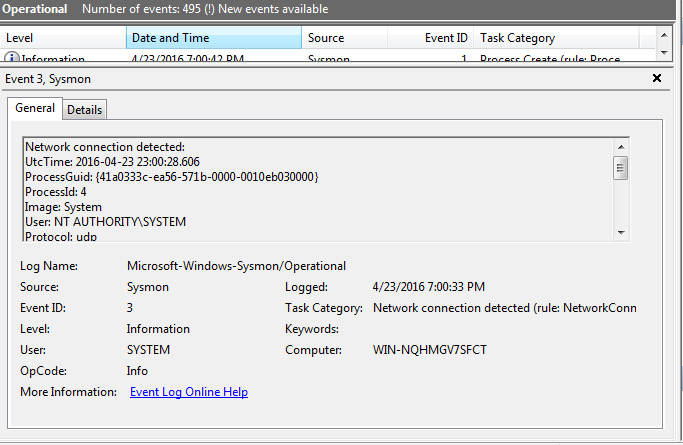 Operational Number of events: 495 (!) New events available
Level Date and Time Source Event ID Task Category
Information 4/23/2016 7:00:42 PM Sysmon 1 Process Create (rule: Proce...
Event 3, Sysmon
General Details
Network connection detected:
UtcTime: 2016-04-23 23:00:28.606
ProcessGuid: {41a0333c-ea56-571b-0000-0010eb030000}
ProcessId: 4
Image: System
User: NT AUTHORITY\SYSTEM
Protocol: udp
Log Name: Microsoft-Windows-Sysmon/Operational
Source: Sysmon Logged: 4/23/2016 7:00:33 PM
Event ID: 3 Task Category: Network connection detected (rule: NetworkConn
Level: Information Keywords:
User: SYSTEM Computer: WIN-NQHMGV7SFCT
OpCode: Info
More Information: Event Log Online Help